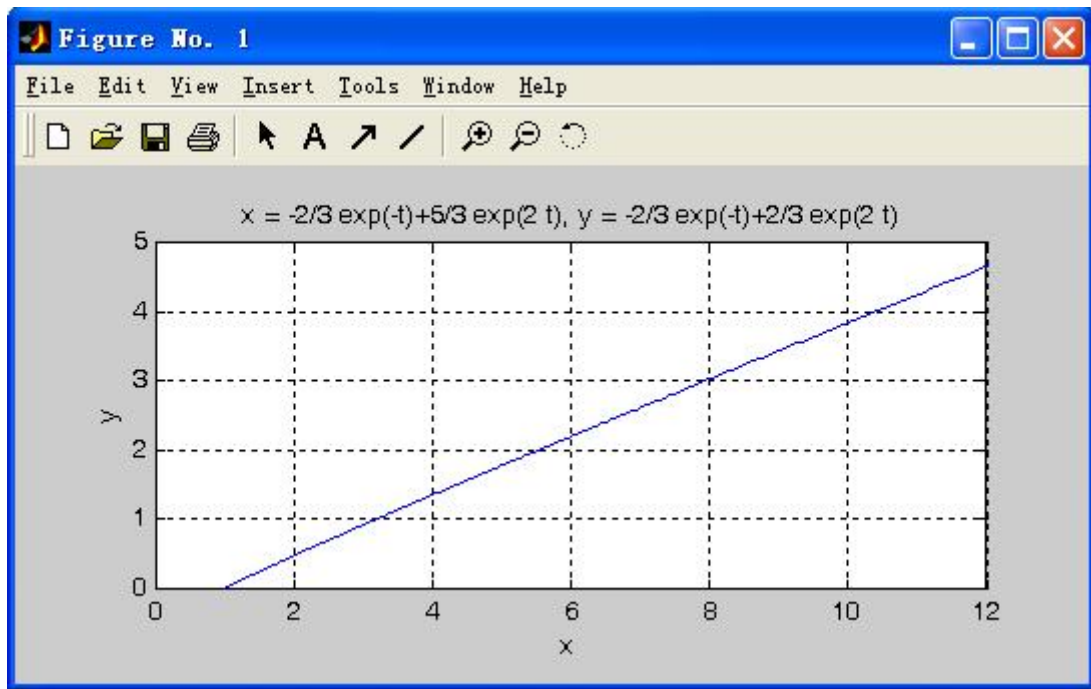 Figure No. 1
File Edit View Insert Tools Window Help
A
x = -2/3 exp(-t)+5/3 exp(2 t), y = -2/3 exp(-t)+2/3 exp(2 t)
5
4
3
y
2
1
0
0 2 4 6 8 10 12
x